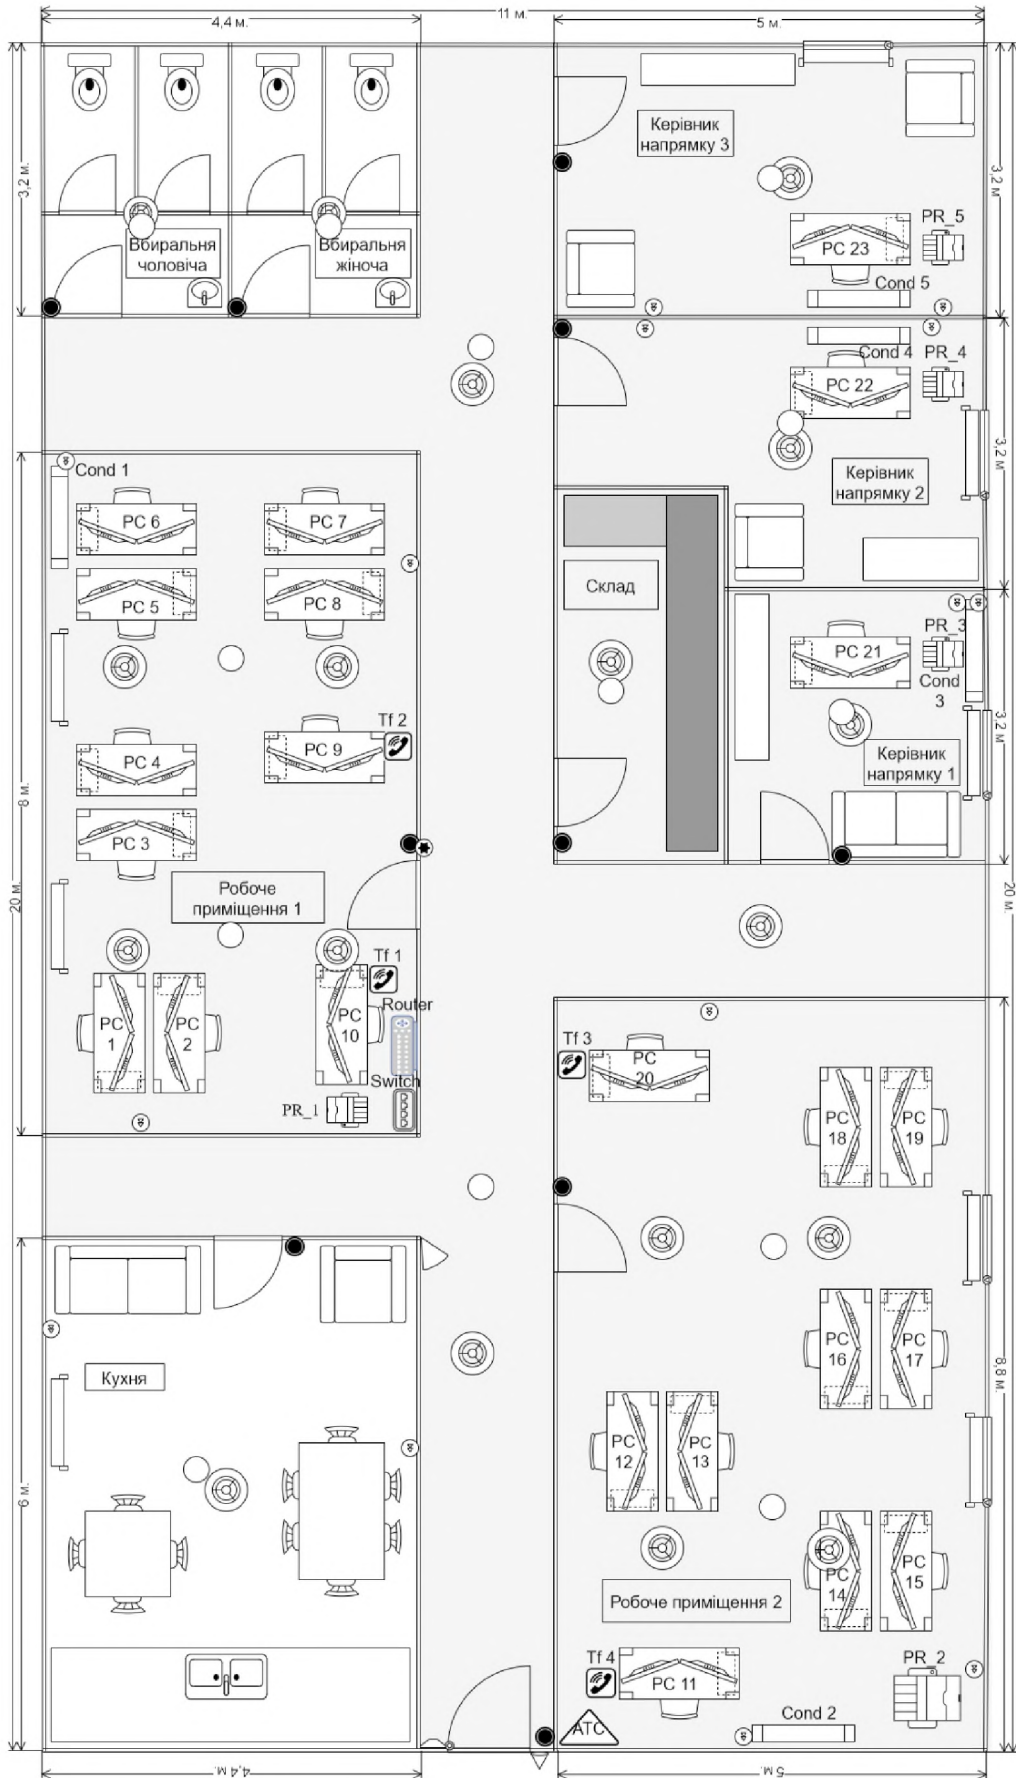 11 м.
4,4 м.
5 м.
3,2 м.
3,2 м
Керівник
напрямку 3
PR_5
PC 23
Cond 5
Вбиральня
чоловіча
Вбиральня
жіноча
Cond 4
PR_4
PC 22
3,2 м
Керівник
напрямку 2
Cond 1
PC 6
PC 7
PC 5
PC 8
Склад
PR_3
PC 21
Cond
3
3,2 м
Керівник
напрямку 1
Tf 2
PC 4
PC 9
8 м.
PC 3
Робоче
приміщення 1
20 м.
20 м.
Tf 1
Router
PC
1
PC
2
PC
10
Switch
PR_1
Tf 3
PC
20
PC
18
PC
19
PC
16
PC
17
8,8 м.
Кухня
PC
12
PC
13
6 м.
PC
14
PC
15
Робоче приміщення 2
Tf 4
PC 11
PR_2
АТС
Cond 2
4,4 м.
5 м.